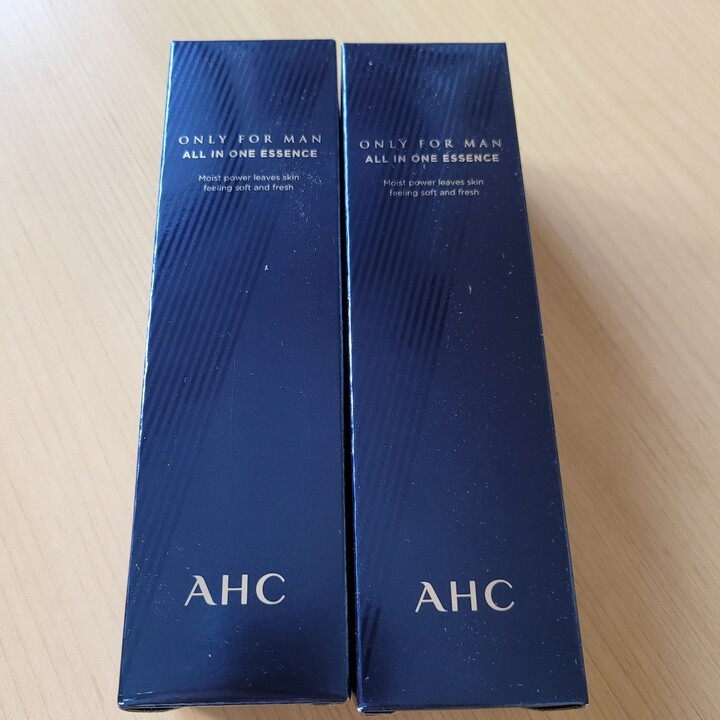 ONLY FOR MAN
ALL IN ONE ESSENCE
Moist power leaves skin
feeling soft and fresh
AHC
ONLY FOR MAN
ALL IN ONE ESSENCE
Moist power leaves skin
feeling soft and fresh
AHC